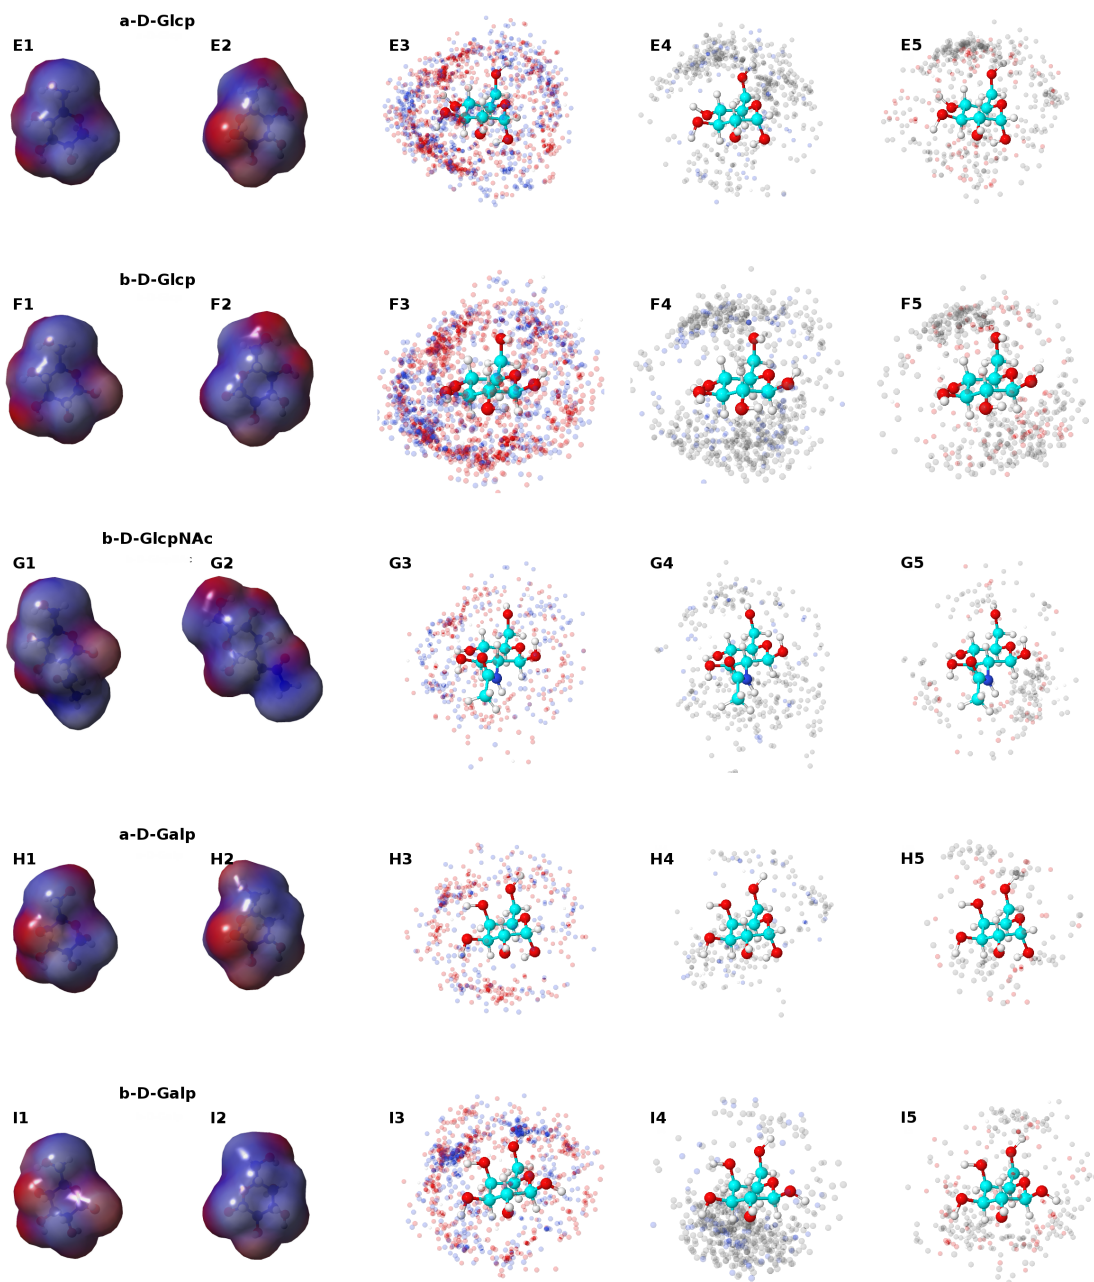 a-D-Glcp
E1 E2 E3 E4 E5
b-D-Glcp
F1 F2 F3 F4 F5
b-D-GlcpNAc
G1 G2 G3 G4 G5
a-D-Galp
H1 H2 H3 H4 H5
b-D-Galp
I1 I2 I3 I4 I5